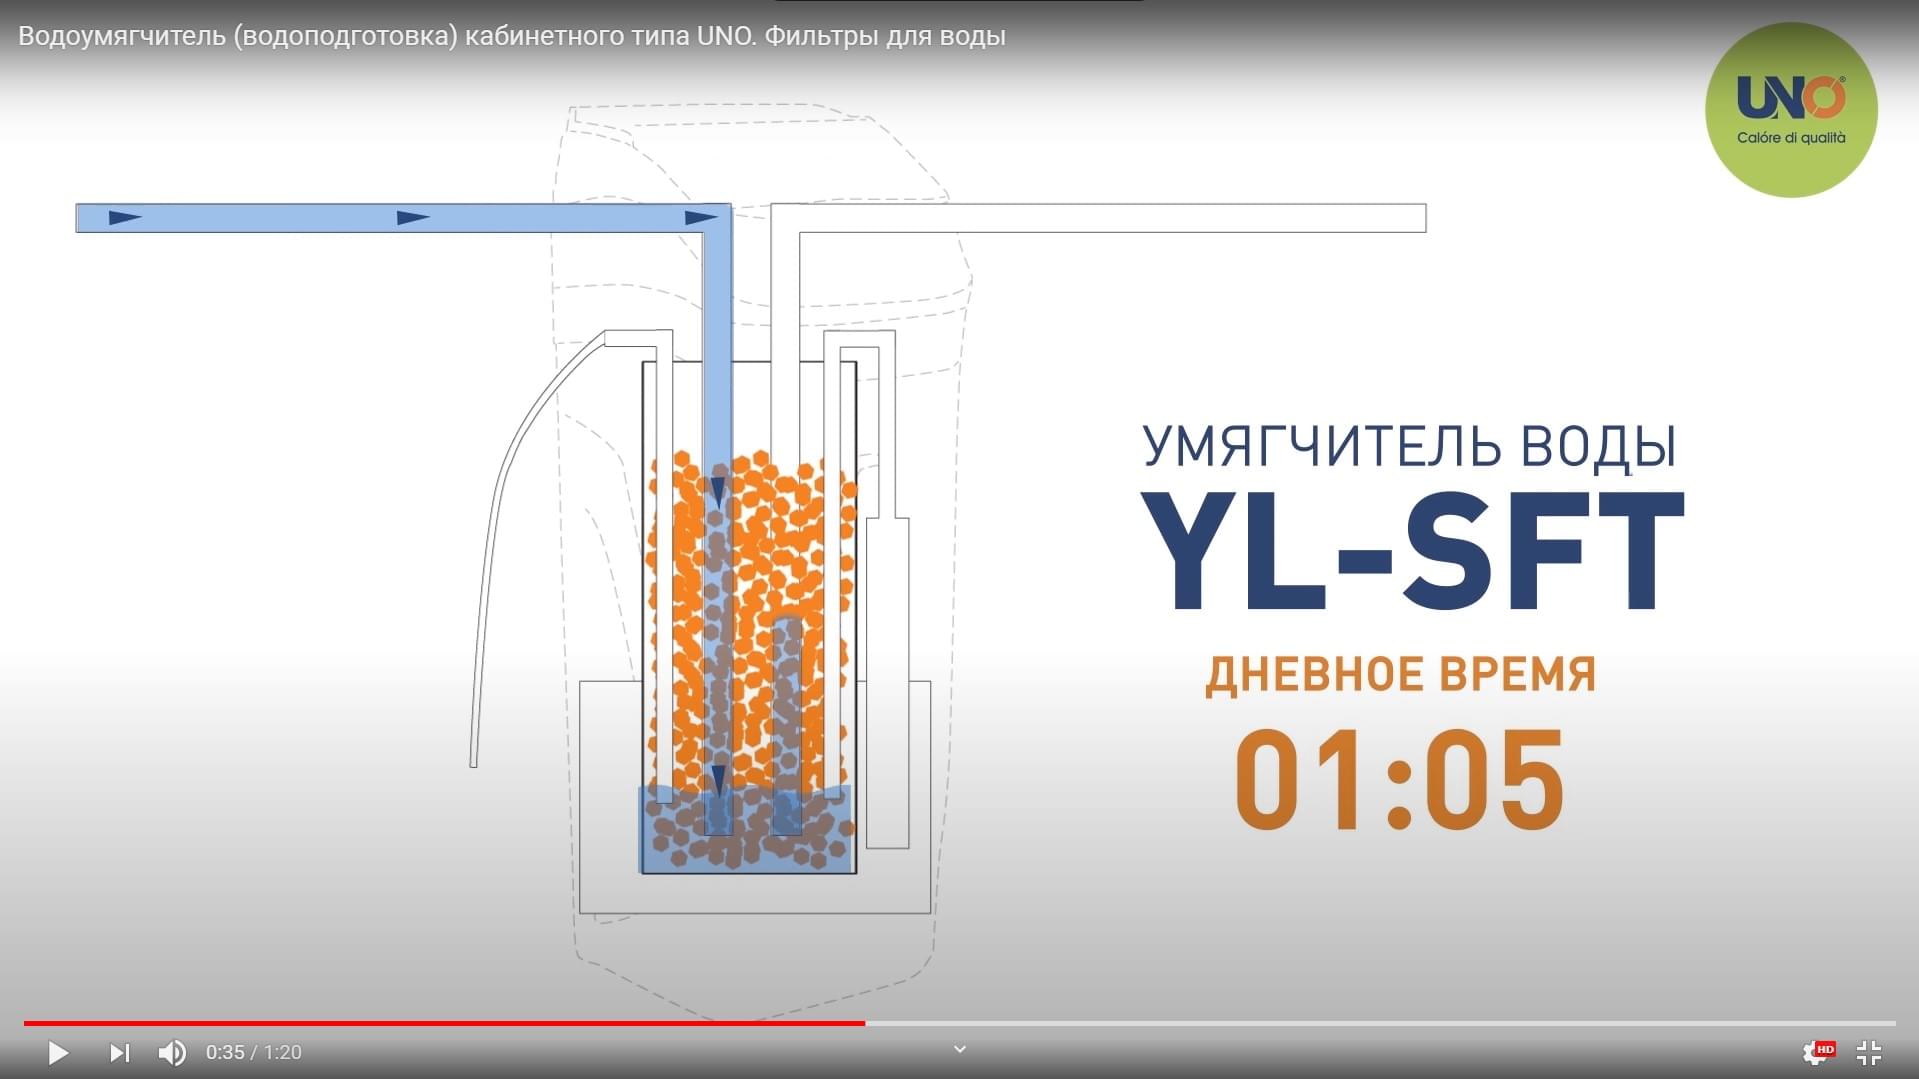 Водоумягчитель (водоподготовка) кабинетного типа UNO. Фильтры для воды
UNO®
Calóre di qualità
УМЯГЧИТЕЛЬ ВОДЫ
YL-SFT
ДНЕВНОЕ ВРЕМЯ
01:05
0:35 / 1:20
HD